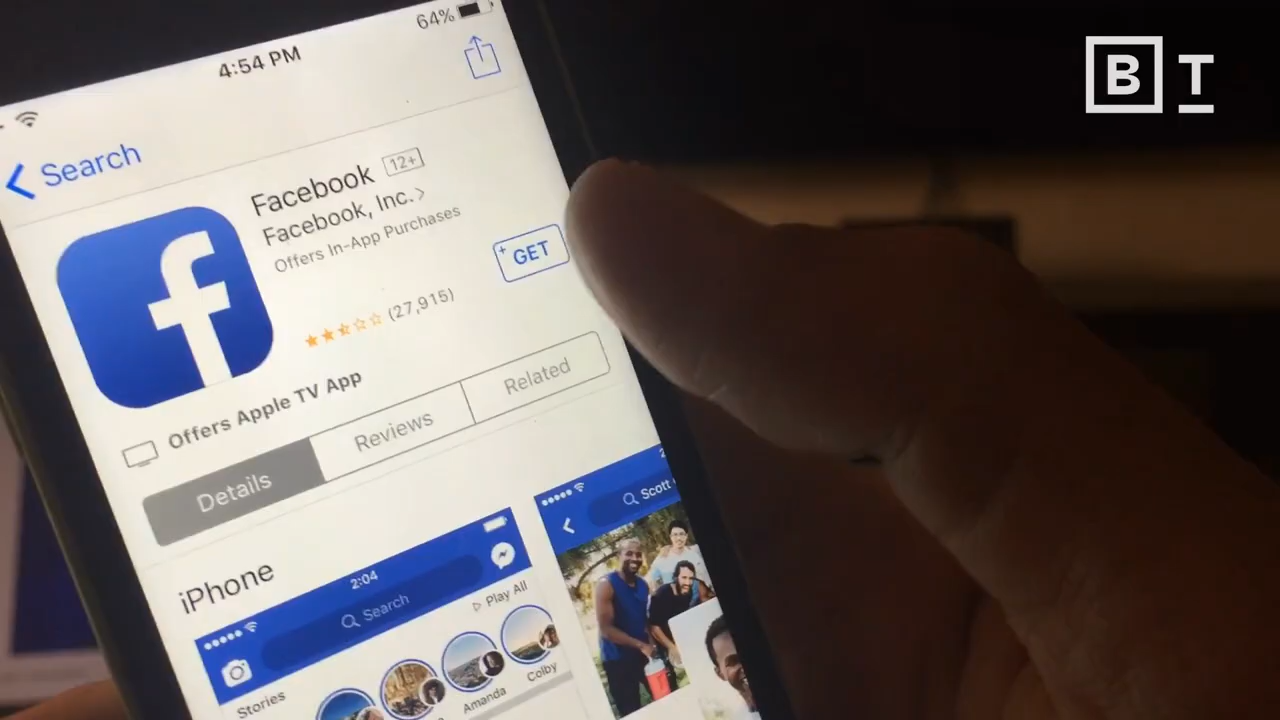 64%
4:54 PM
B T
Search
Facebook 12+
Facebook, Inc.
Offers In-App Purchases
+ GET
(27,915)
Offers Apple TV App
Details
Reviews
Related
iPhone
2:04
Search
Play All
Stories
Amanda
Colby
Scott